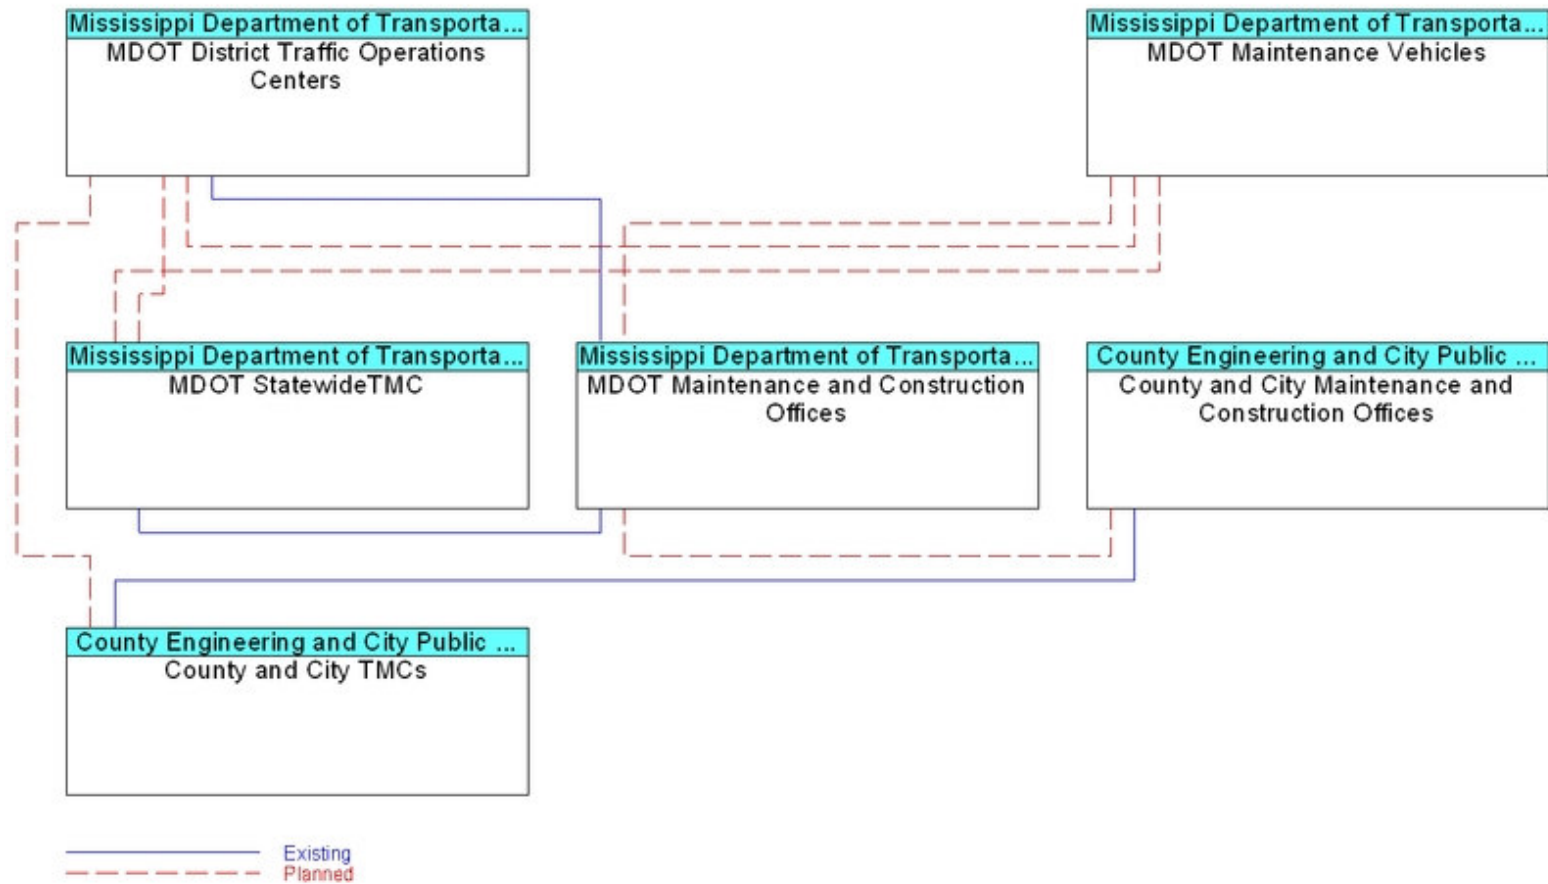 Mississippi Department of Transporta...
MDOT District Traffic Operations
Centers
Mississippi Department of Transporta...
MDOT Maintenance Vehicles
Mississippi Department of Transporta...
MDOT StatewideTMC
Mississippi Department of Transporta...
MDOT Maintenance and Construction
Offices
County Engineering and City Public ...
County and City Maintenance and
Construction Offices
County Engineering and City Public ...
County and City TMCs
Existing
Planned